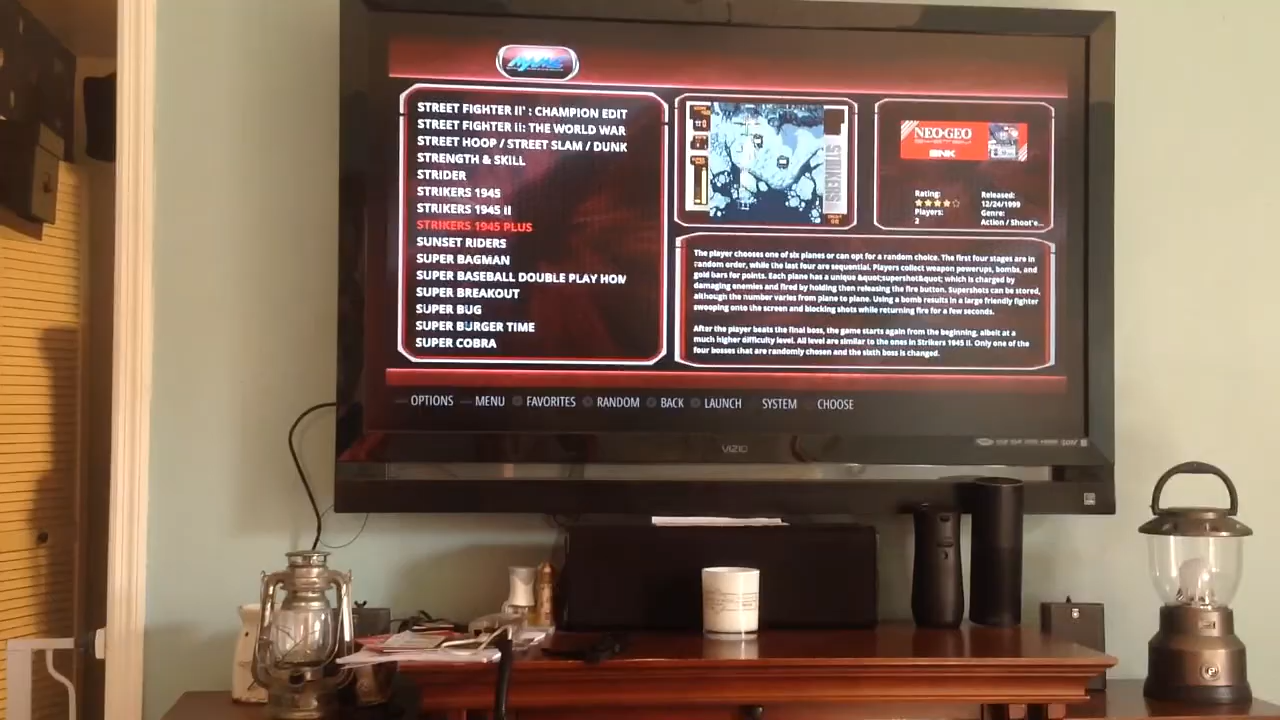 MAME
STREET FIGHTER II' : CHAMPION EDIT
STREET FIGHTER II: THE WORLD WAR
STREET HOOP / STREET SLAM / DUNK
STRENGTH & SKILL
STRIDER
STRIKERS 1945
STRIKERS 1945 II
STRIKERS 1945 PLUS
SUNSET RIDERS
SUPER BAGMAN
SUPER BASEBALL DOUBLE PLAY HOM
SUPER BREAKOUT
SUPER BUG
SUPER BURGER TIME
SUPER COBRA
STRIKERS
NEO·GEO
SNK
Rating:
Players:
2
Released:
12/24/1999
Genre:
Action / Shoot'e...
The player chooses one of six planes or can opt for a random choice. The first four stages are in
random order, while the last four are sequential. Players collect weapon powerups, bombs, and
gold bars for points. Each plane has a unique &quot;supershot&quot; which is charged by
damaging enemies and fired by holding then releasing the fire button. Supershots can be stored,
although the number varies from plane to plane. Using a bomb results in a large friendly fighter
swooping onto the screen and blocking shots while returning fire for a few seconds.
After the player beats the final boss, the game starts again from the beginning, albeit at a
much higher difficulty level. All level are similar to the ones in Strikers 1945 II. Only one of the
four bosses that are randomly chosen and the sixth boss is changed.
OPTIONS MENU FAVORITES RANDOM BACK LAUNCH SYSTEM CHOOSE
VIZIO